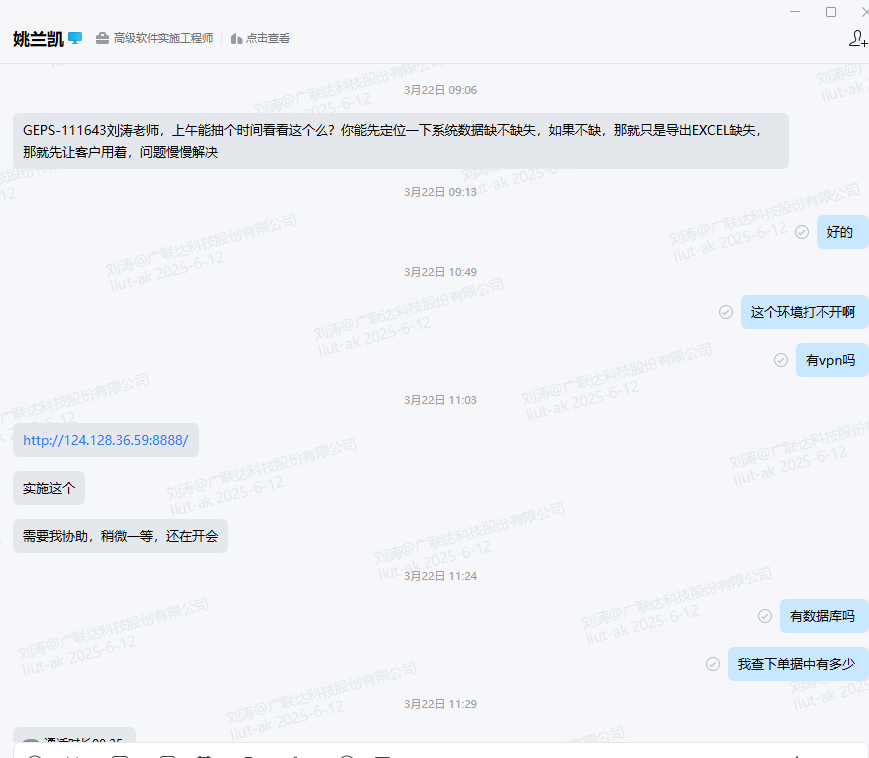 姚兰凯 高级软件实施工程师 点击查看
3月22日 09:06
GEPS-111643刘涛老师，上午能抽个时间看看这个么？你能先定位一下系统数据缺不缺失，如果不缺，那就只是导出EXCEL缺失，
那就先让客户用着，问题慢慢解决
3月22日 09:13
好的
3月22日 10:49
这个环境打不开啊
有vpn吗
3月22日 11:03
http://124.128.36.59:8888/
实施这个
需要我协助，稍微一等，还在开会
3月22日 11:24
有数据库吗
我查下单据中有多少
3月22日 11:29
通话时长00:35
刘涛@广联达科技股份有限公司
liut-ak 2025-6-12